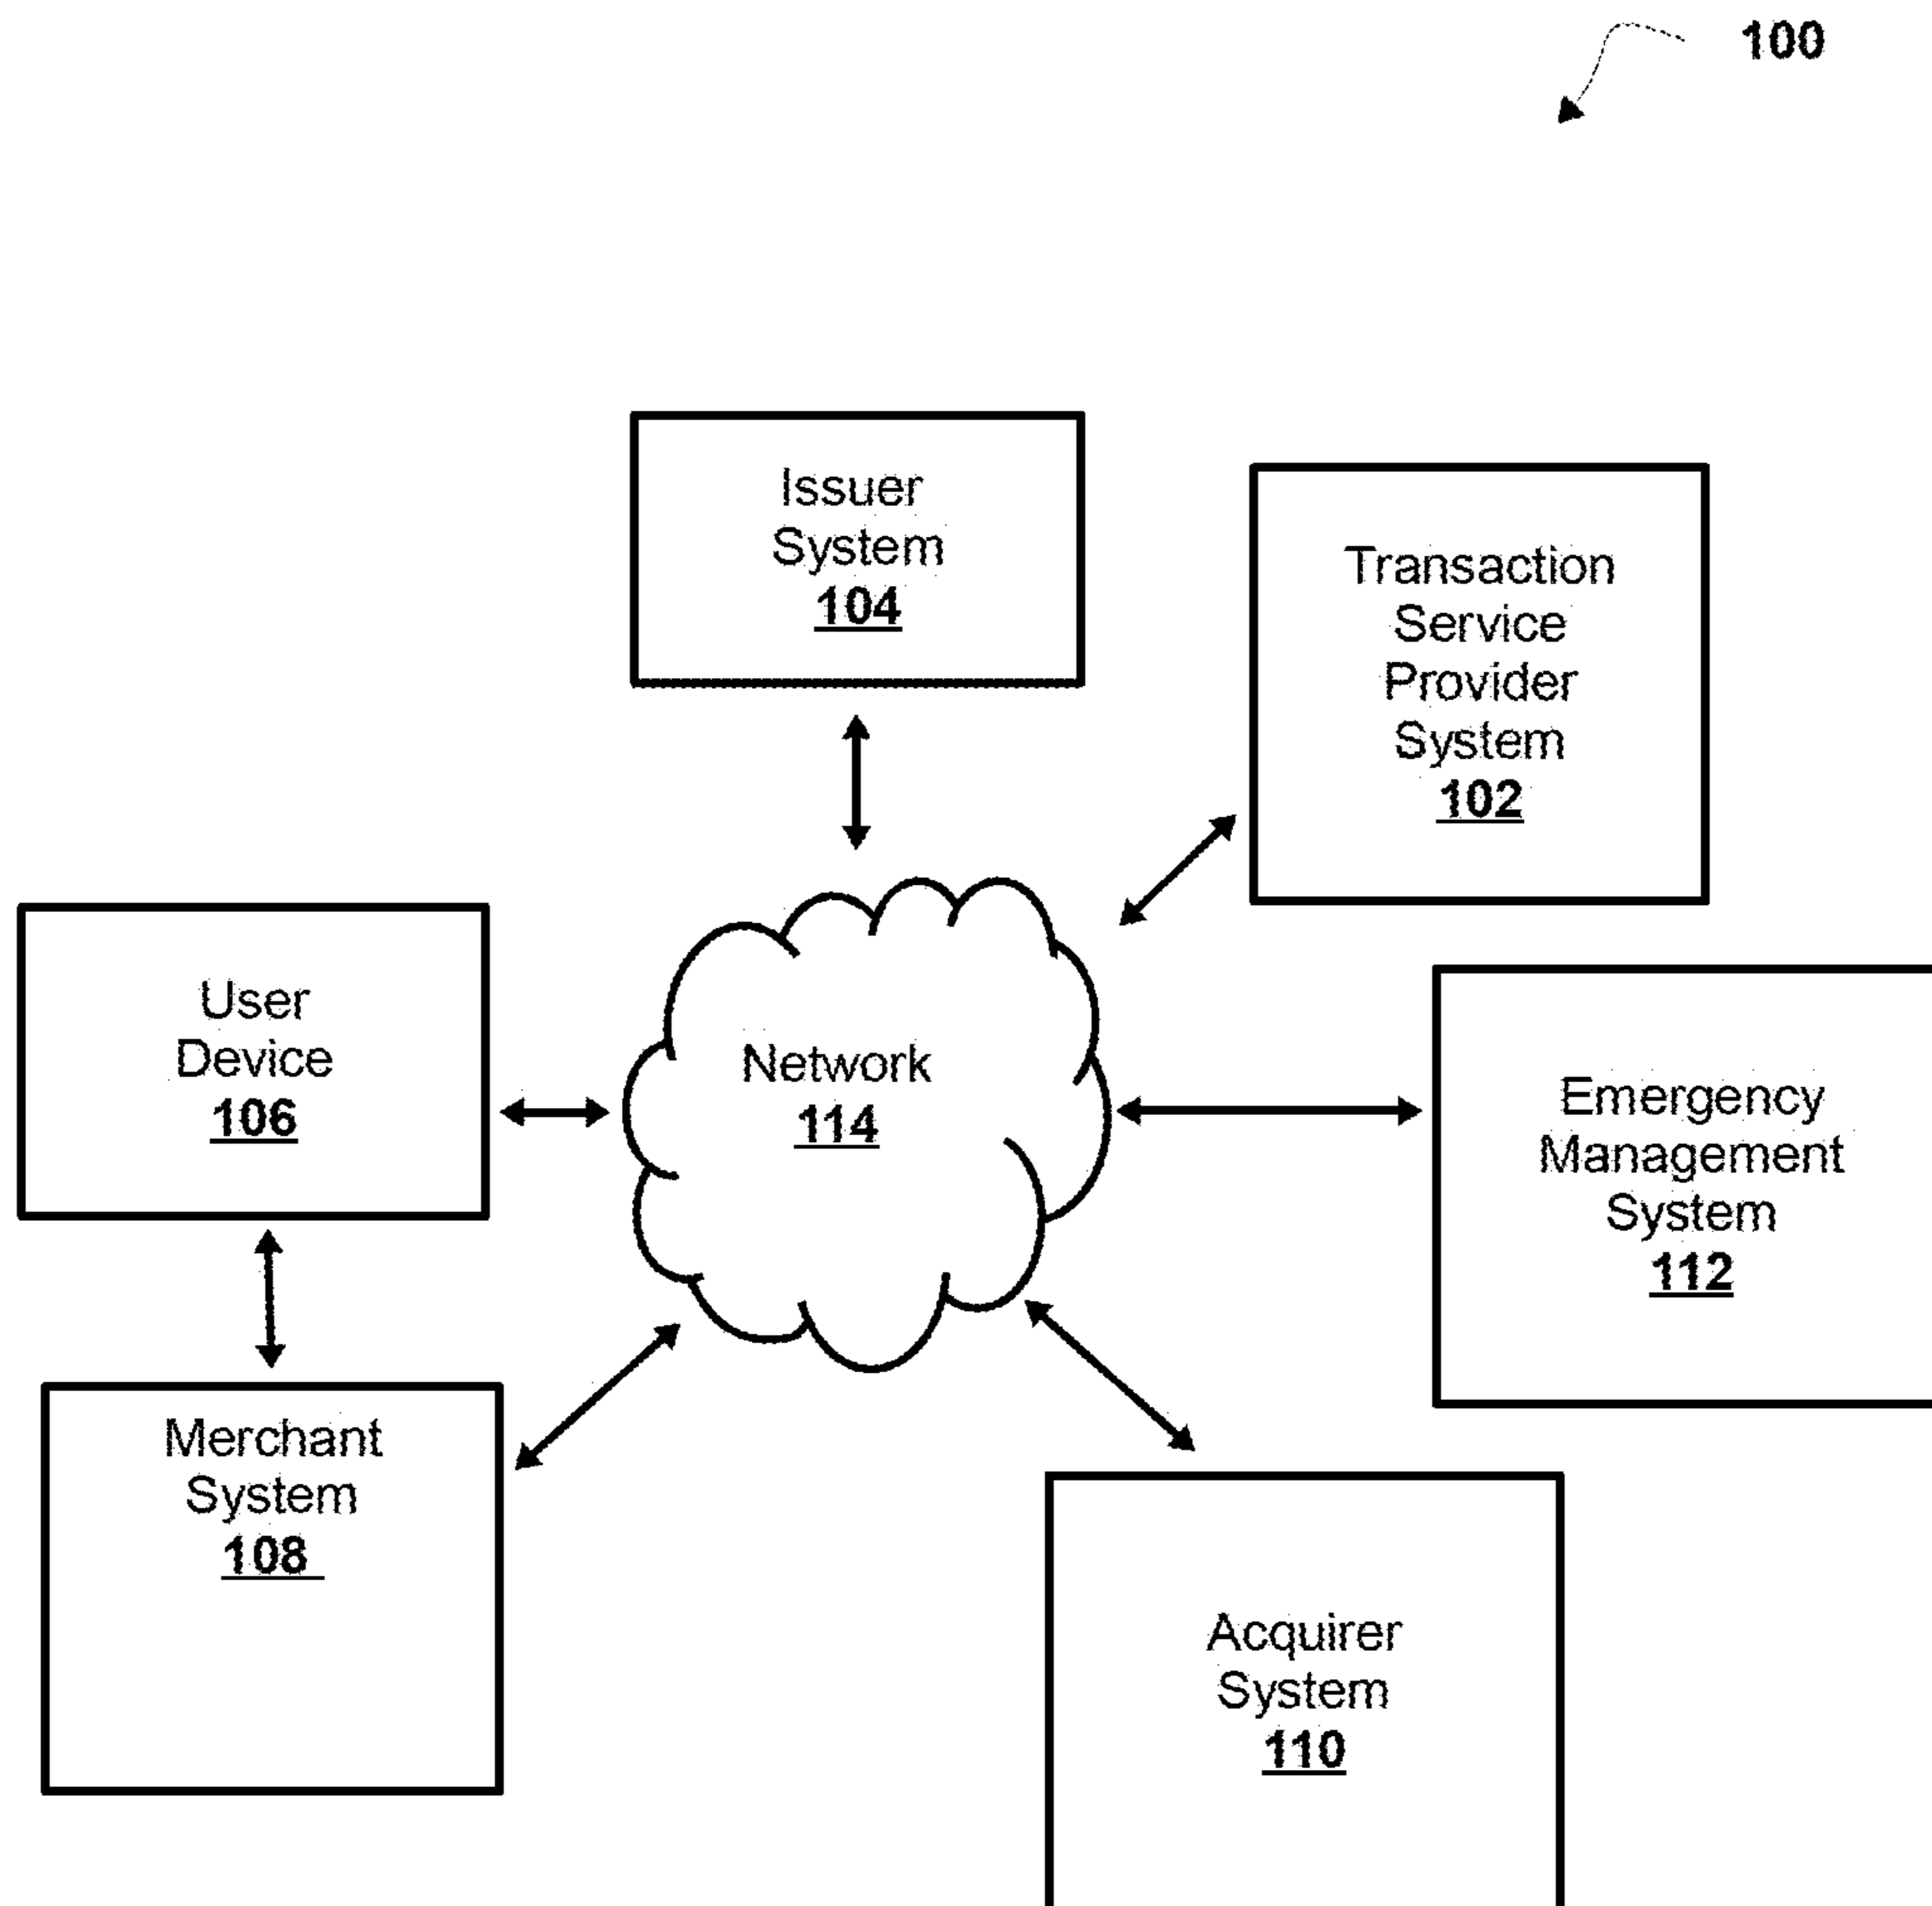 100
Issuer
System
104
Transaction
Service
Provider
System
102
User
Device
106
Network
114
Emergency
Management
System
112
Merchant
System
108
Acquirer
System
110